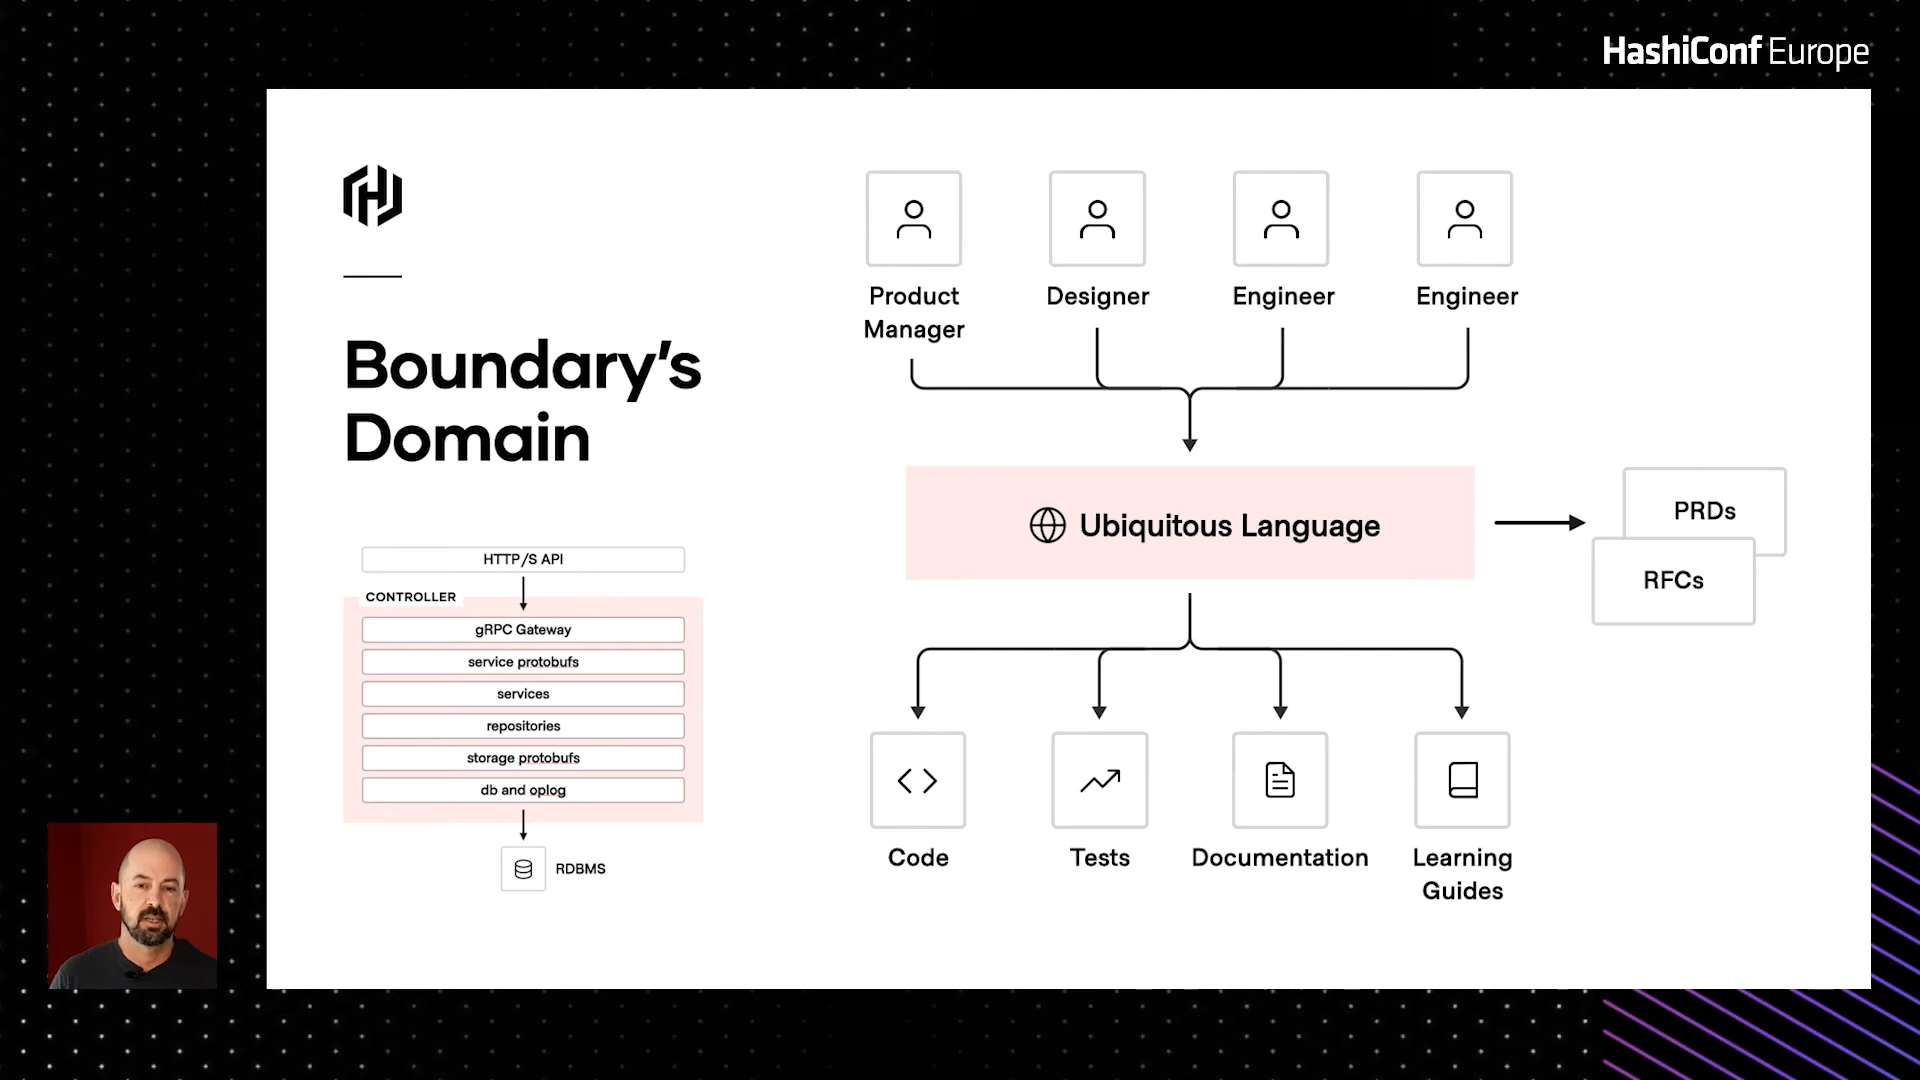 HashiConf Europe
Boundary's
Domain
HTTP/S API
CONTROLLER
gRPC Gateway
service protobufs
services
repositories
storage protobufs
db and oplog
RDBMS
Product
Manager
Designer
Engineer
Engineer
Ubiquitous Language
PRDs
RFCs
Code
Tests
Documentation
Learning
Guides